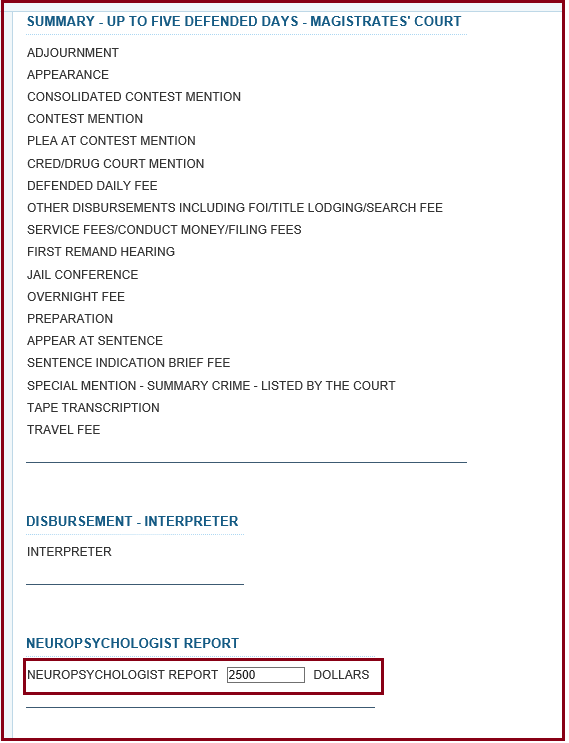 SUMMARY - UP TO FIVE DEFENDED DAYS - MAGISTRATES' COURT
ADJOURNMENT
APPEARANCE
CONSOLIDATED CONTEST MENTION
CONTEST MENTION
PLEA AT CONTEST MENTION
CRED/DRUG COURT MENTION
DEFENDED DAILY FEE
OTHER DISBURSEMENTS INCLUDING FOI/TITLE LODGING/SEARCH FEE
SERVICE FEES/CONDUCT MONEY/FILING FEES
FIRST REMAND HEARING
JAIL CONFERENCE
OVERNIGHT FEE
PREPARATION
APPEAR AT SENTENCE
SENTENCE INDICATION BRIEF FEE
SPECIAL MENTION - SUMMARY CRIME - LISTED BY THE COURT
TAPE TRANSCRIPTION
TRAVEL FEE
DISBURSEMENT - INTERPRETER
INTERPRETER
NEUROPSYCHOLOGIST REPORT
NEUROPSYCHOLOGIST REPORT 2500 DOLLARS